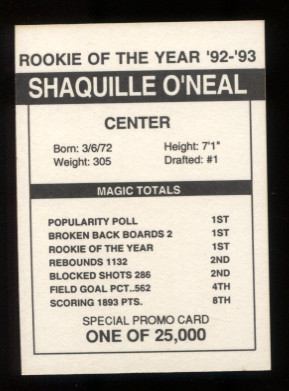 ROOKIE OF THE YEAR '92-'93
SHAQUILLE O'NEAL
CENTER
Born: 3/6/72 Height: 7'1"
Weight: 305 Drafted: #1
MAGIC TOTALS
POPULARITY POLL 1ST
BROKEN BACK BOARDS 2 1ST
ROOKIE OF THE YEAR 1ST
REBOUNDS 1132 2ND
BLOCKED SHOTS 286 2ND
FIELD GOAL PCT..562 4TH
SCORING 1893 PTS. 8TH
SPECIAL PROMO CARD
ONE OF 25,000